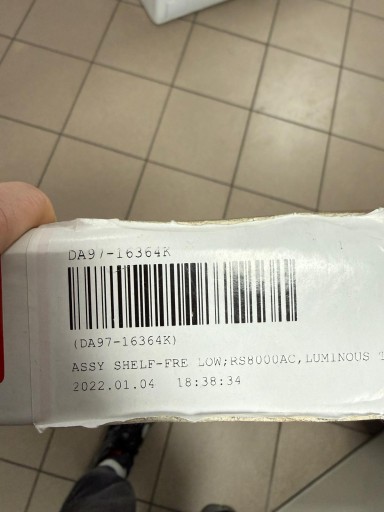 DA97-16364K
(DA97-16364K)
ASSY SHELF-FRE LOW;RS8000AC,LUMINOUS
2022.01.04 18:38:34